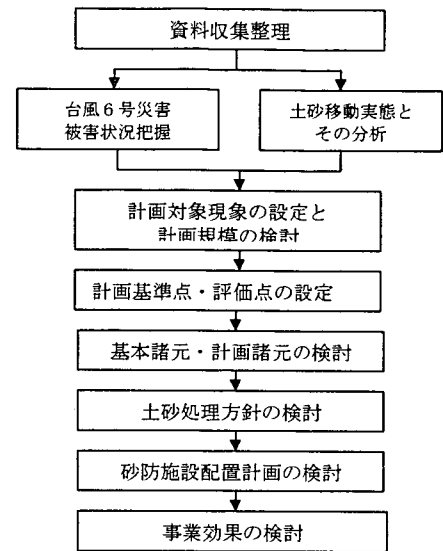 資料収集整理
台風6号災害
被害状況把握
土砂移動実態と
その分析
計画対象現象の設定と
計画規模の検討
計画基準点・評価点の設定
基本諸元・計画諸元の検討
土砂処理方針の検討
砂防施設配置計画の検討
事業効果の検討